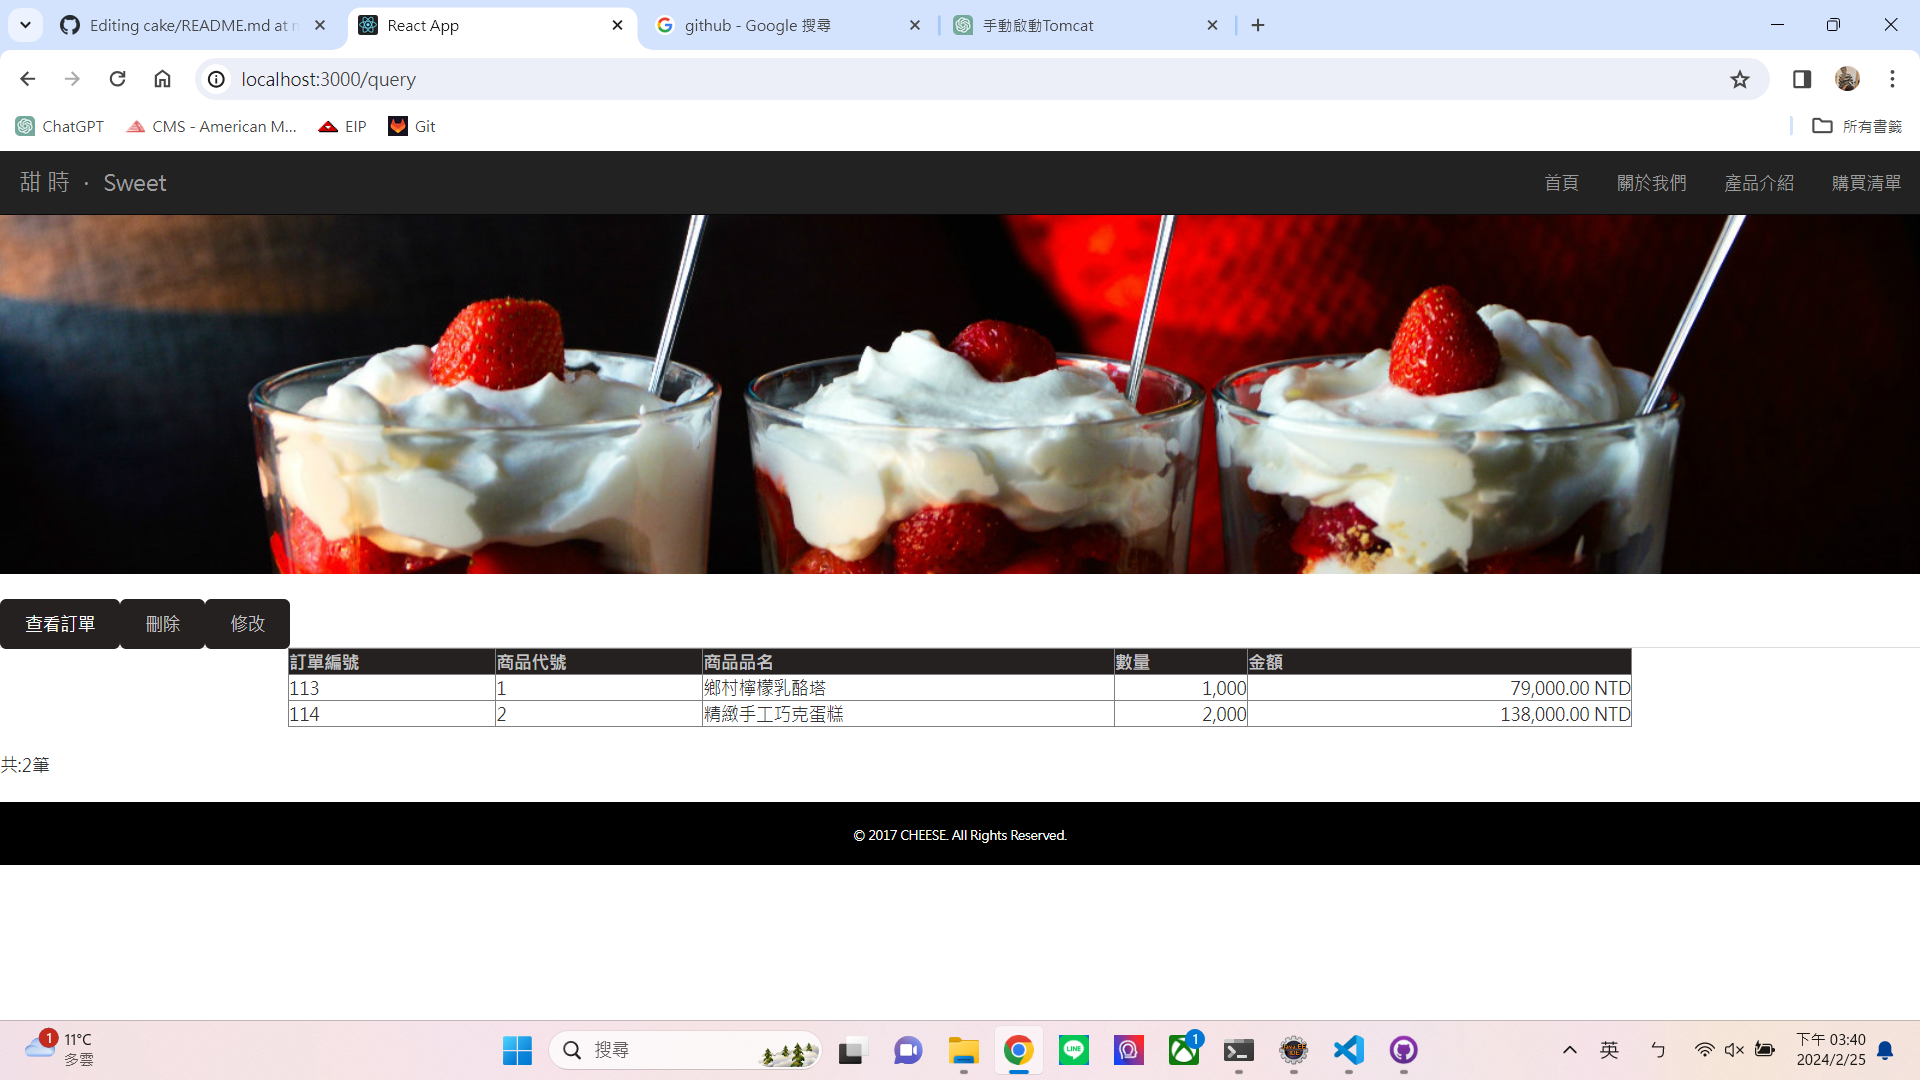 Editing cake/README.md at m
React App
github - Google 搜尋
手動啟動Tomcat
localhost:3000/query
ChatGPT
CMS - American M...
EIP
Git
所有書籤
甜 時 · Sweet
首頁
關於我們
產品介紹
購買清單
查看訂單
刪除
修改
訂單編號 商品代號 商品品名 數量 金額
113 1 鄉村檸檬乳酪塔 1,000 79,000.00 NTD
114 2 精緻手工巧克蛋糕 2,000 138,000.00 NTD
共:2筆
© 2017 CHEESE. All Rights Reserved.
1
11°C
多雲
搜尋
LINE
1
英
ㄅ
下午 03:40
2024/2/25